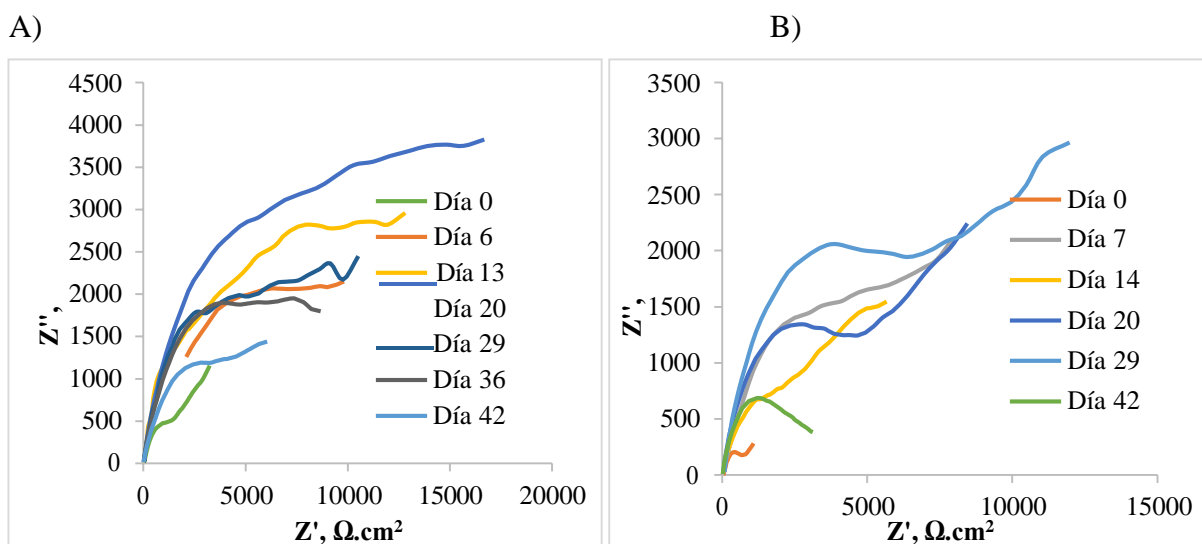 A)
B)
4500
4000
3500
3000
2500
2000
1500
1000
500
0
Z'',
0
5000
10000
15000
20000
Z', Ω.cm²
Día 0
Día 6
Día 13
Día 20
Día 29
Día 36
Día 42
3500
3000
2500
2000
1500
1000
500
0
Z'',
0
5000
10000
15000
Z', Ω.cm²
Día 0
Día 7
Día 14
Día 20
Día 29
Día 42